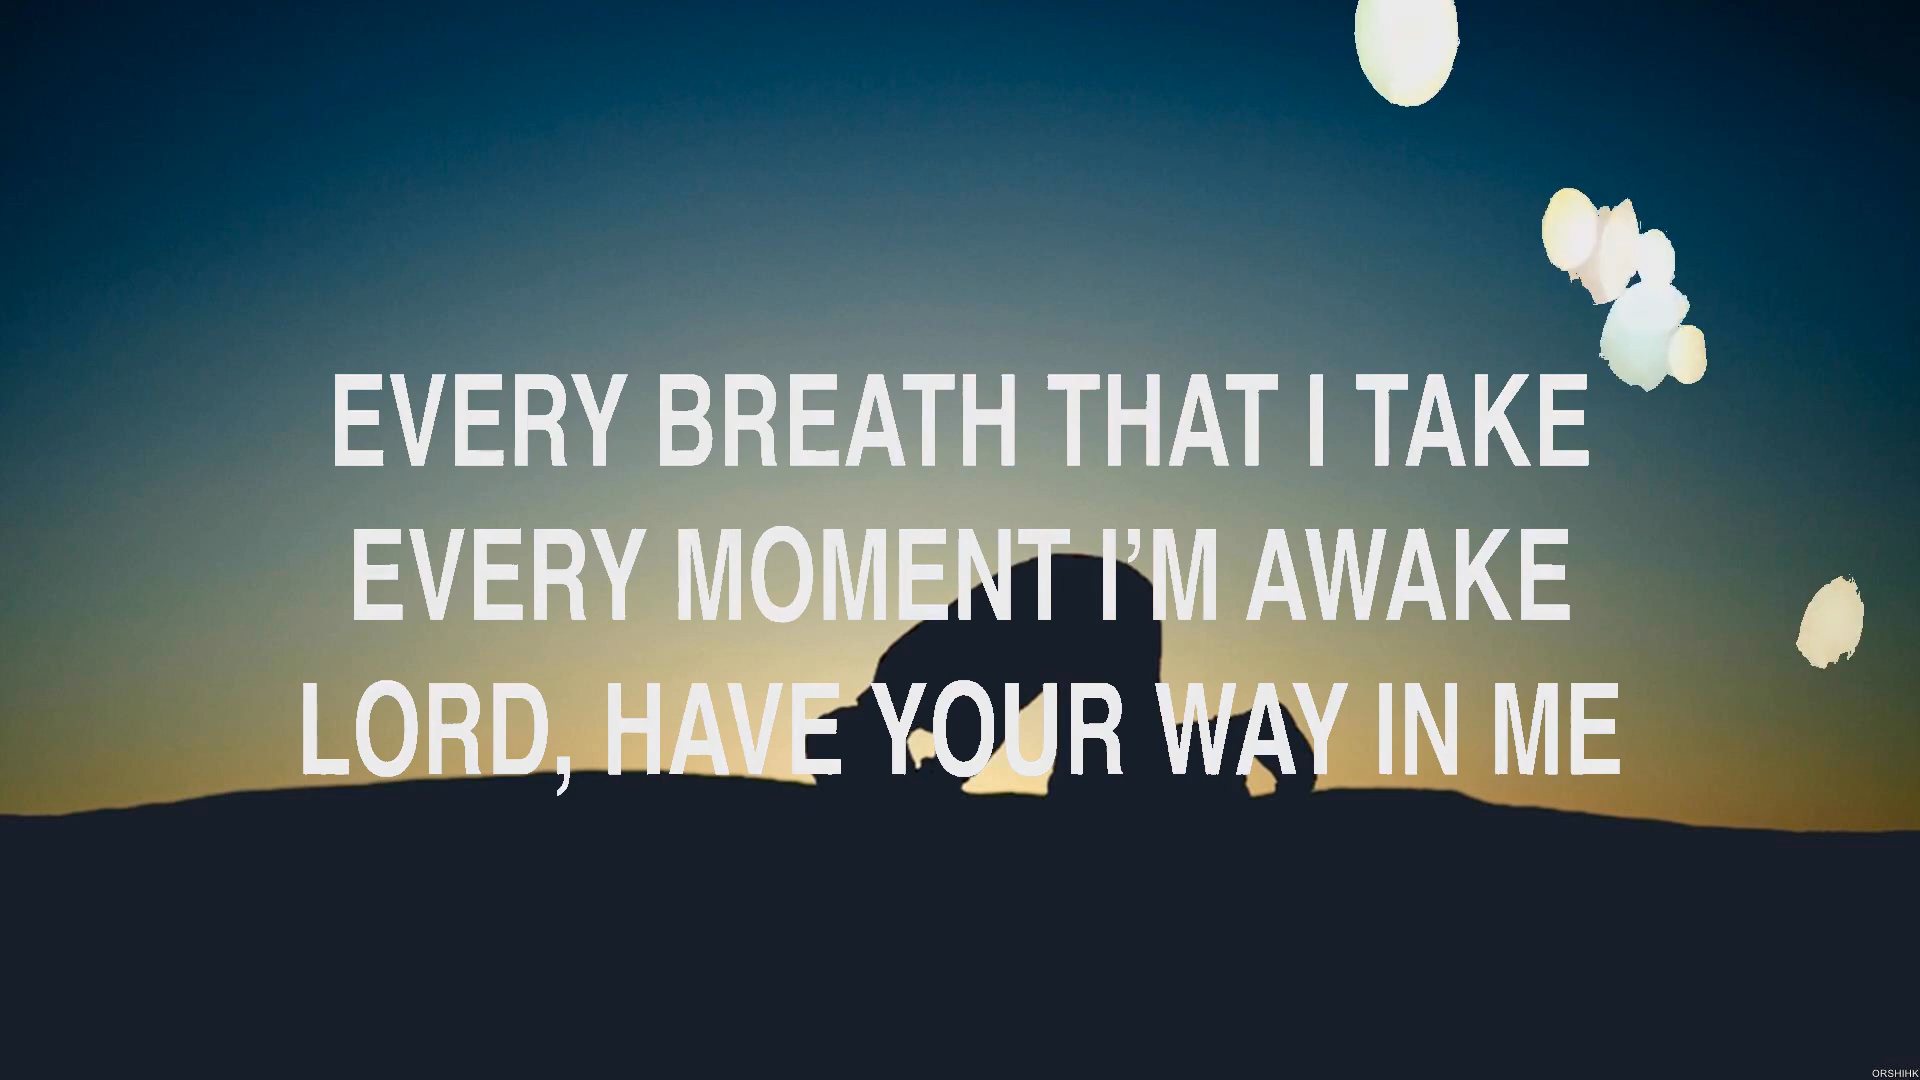 EVERY BREATH THAT I TAKE
EVERY MOMENT I’M AWAKE
LORD, HAVE YOUR WAY IN ME
ORSHIHK